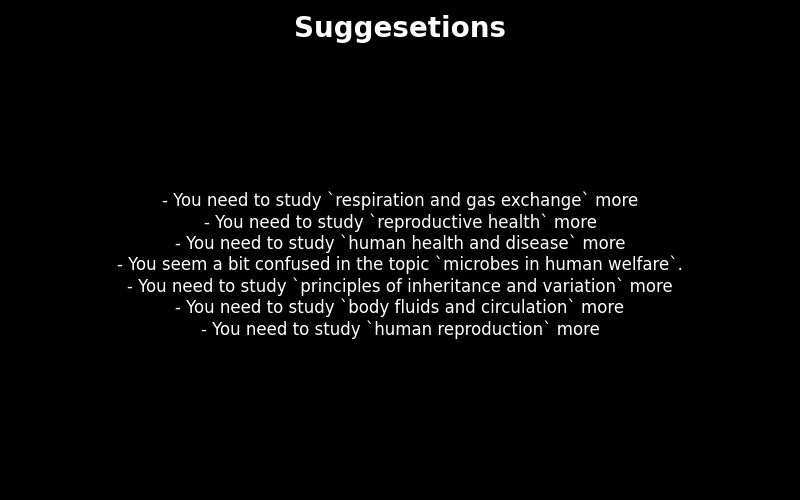 Suggesetions
- You need to study `respiration and gas exchange` more
- You need to study `reproductive health` more
- You need to study `human health and disease` more
- You seem a bit confused in the topic `microbes in human welfare`.
- You need to study `principles of inheritance and variation` more
- You need to study `body fluids and circulation` more
- You need to study `human reproduction` more